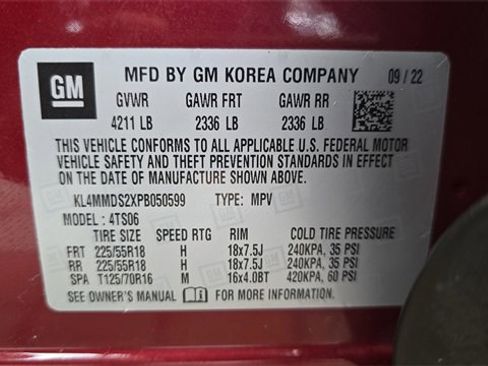 GM MFD BY GM KOREA COMPANY 09 / 22
GVWR GAWR FRT GAWR RR
4211 LB 2336 LB 2336 LB
THIS VEHICLE CONFORMS TO ALL APPLICABLE U.S. FEDERAL MOTOR
VEHICLE SAFETY AND THEFT PREVENTION STANDARDS IN EFFECT
ON THE DATE OF MANUFACTURE SHOWN ABOVE.
KL4MMDS2XPB050599 TYPE: MPV
MODEL: 4TS06
TIRE SIZE SPEED RTG RIM COLD TIRE PRESSURE
FRT 225/55R18 H 18x7.5J 240KPA, 35 PSI
RR 225/55R18 H 18x7.5J 240KPA, 35 PSI
SPA T125/70R16 M 16x4.0BT 420KPA, 60 PSI
SEE OWNER'S MANUAL FOR MORE INFORMATION.